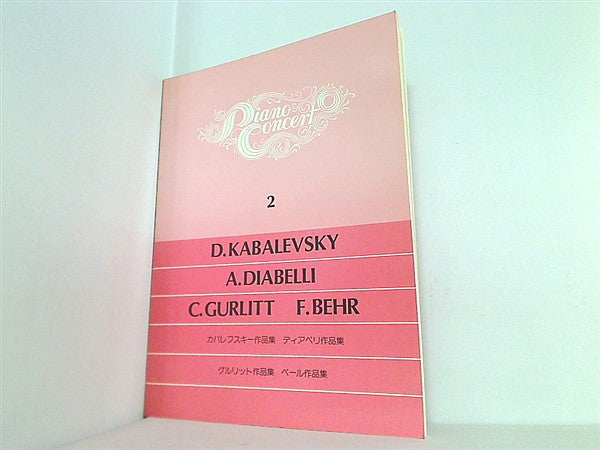 Piano
Concert
2
D.KABALEVSKY
A.DIABELLI
C.GURLITT F.BEHR
カバレフスキー作品集 ディアベリ作品集
グルリット作品集 ベール作品集